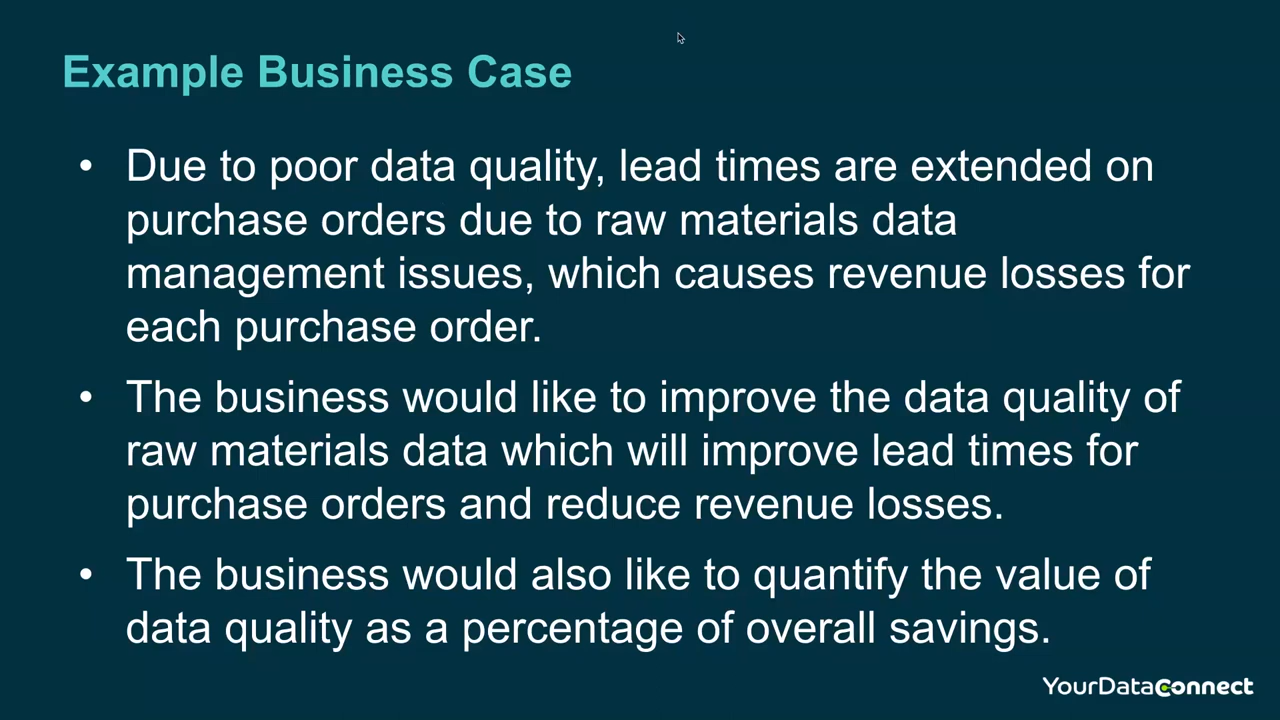 Example Business Case
• Due to poor data quality, lead times are extended on
purchase orders due to raw materials data
management issues, which causes revenue losses for
each purchase order.
• The business would like to improve the data quality of
raw materials data which will improve lead times for
purchase orders and reduce revenue losses.
• The business would also like to quantify the value of
data quality as a percentage of overall savings.
YourDataConnect